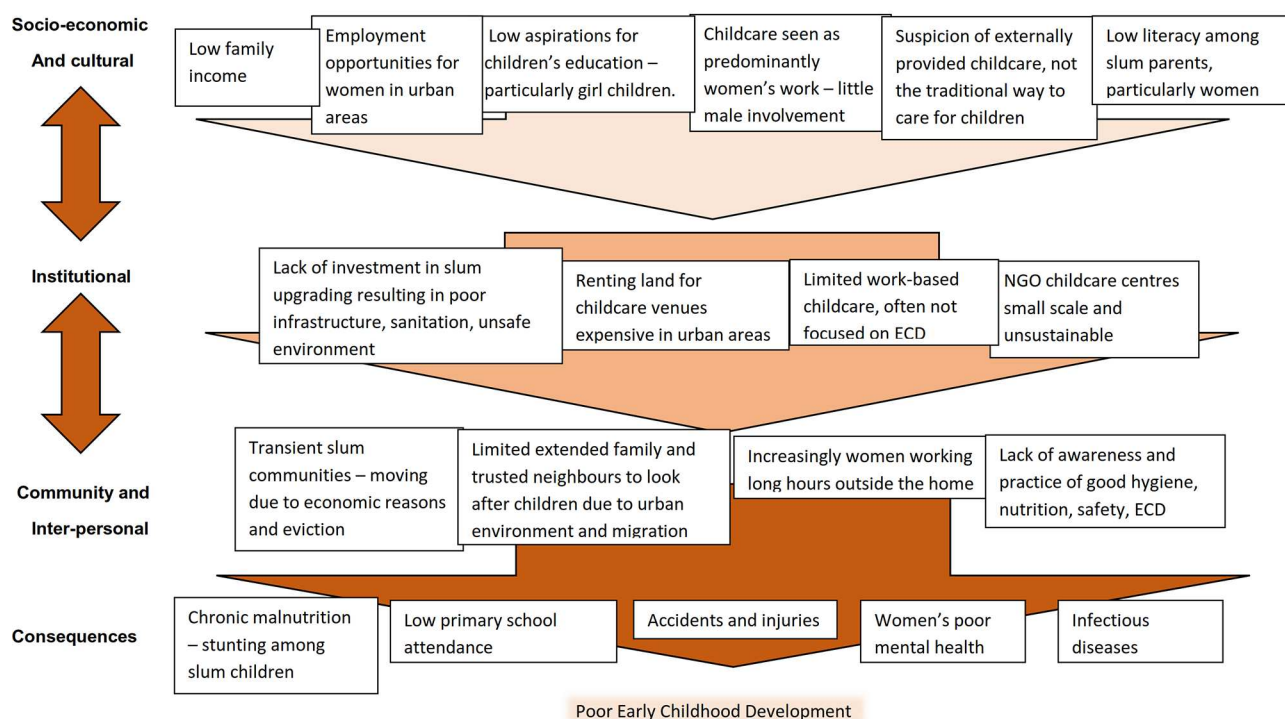 Socio-economic
And cultural
Low family
income
Employment
opportunities for
women in urban
areas
Low aspirations for
children's education –
particularly girl children.
Childcare seen as
predominantly
women's work – little
male involvement
Suspicion of externally
provided childcare, not
the traditional way to
care for children
Low literacy among
slum parents,
particularly women
Institutional
Lack of investment in slum
upgrading resulting in poor
infrastructure, sanitation, unsafe
environment
Renting land for
childcare venues
expensive in urban areas
Limited work-based
childcare, often not
focused on ECD
NGO childcare centres
small scale and
unsustainable
Community and
Inter-personal
Transient slum
communities – moving
due to economic reasons
and eviction
Limited extended family and
trusted neighbours to look
after children due to urban
environment and migration
Increasingly women working
long hours outside the home
Lack of awareness and
practice of good hygiene,
nutrition, safety, ECD
Consequences
Chronic malnutrition
– stunting among
slum children
Low primary school
attendance
Accidents and injuries
Women's poor
mental health
Infectious
diseases
Poor Early Childhood Development